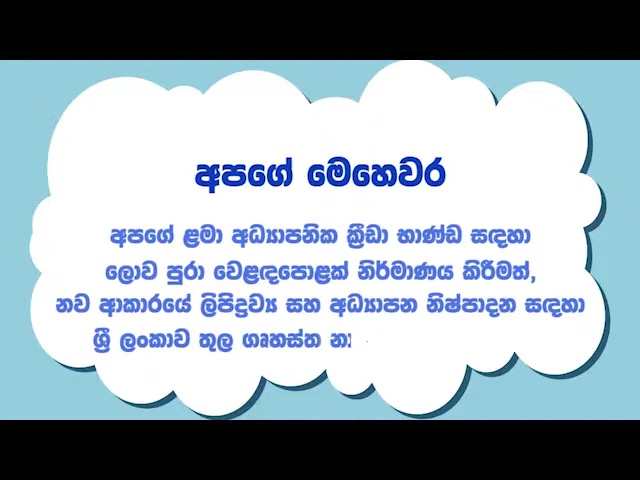 අපගේ මෙහෙවර
අපගේ ළමා අධ්‍යාපනික ක්‍රීඩා භාණ්ඩ සඳහා
ලොව පුරා වෙළඳපොළක් නිර්මාණය කිරීමත්,
නව ආකාරයේ ලිපිද්‍රව්‍ය සහ අධ්‍යාපන නිෂ්පාදන සඳහා
ශ්‍රී ලංකාව තුල ගෘහස්ත